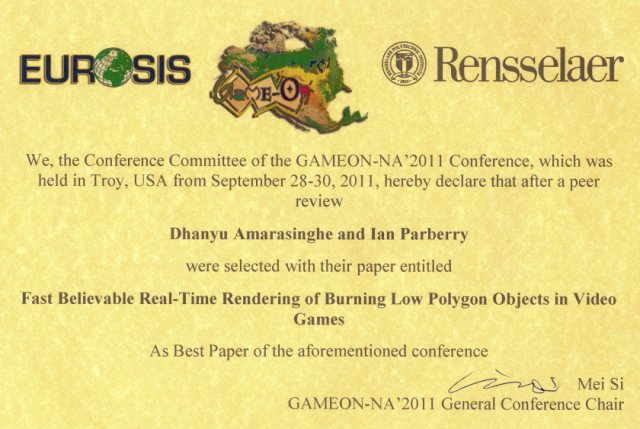 EUROSIS
GAME-ON
Rensselaer
We, the Conference Committee of the GAMEON-NA'2011 Conference, which was
held in Troy, USA from September 28-30, 2011, hereby declare that after a peer
review
Dhanyu Amarasinghe and Ian Parberry
were selected with their paper entitled
Fast Believable Real-Time Rendering of Burning Low Polygon Objects in Video
Games
As Best Paper of the aforementioned conference
Mei Si
GAMEON-NA'2011 General Conference Chair